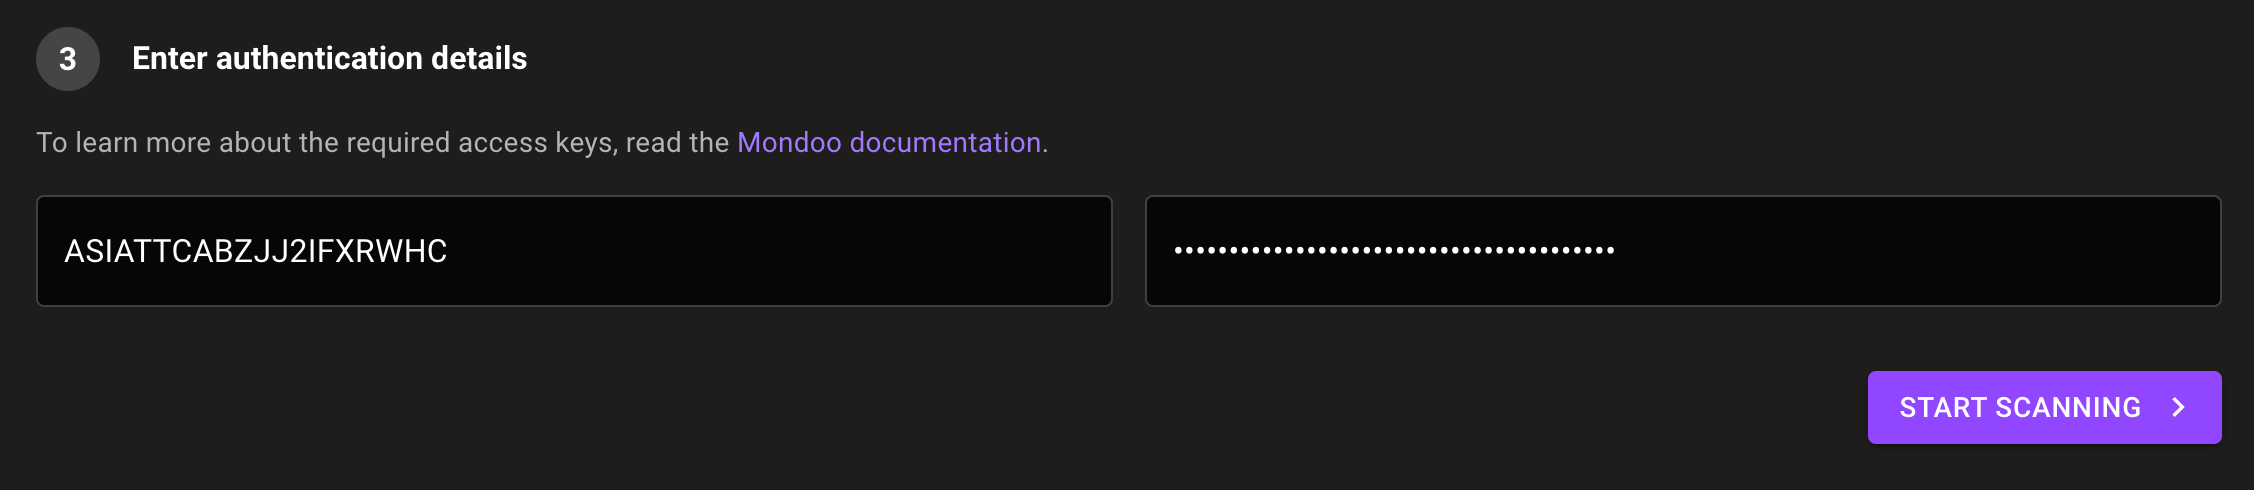 3 Enter authentication details
To learn more about the required access keys, read the Mondoo documentation.
ASIATTCABZJJ2IFXRWHC ••••••••••••••••••••••••••••••••••••••••
START SCANNING